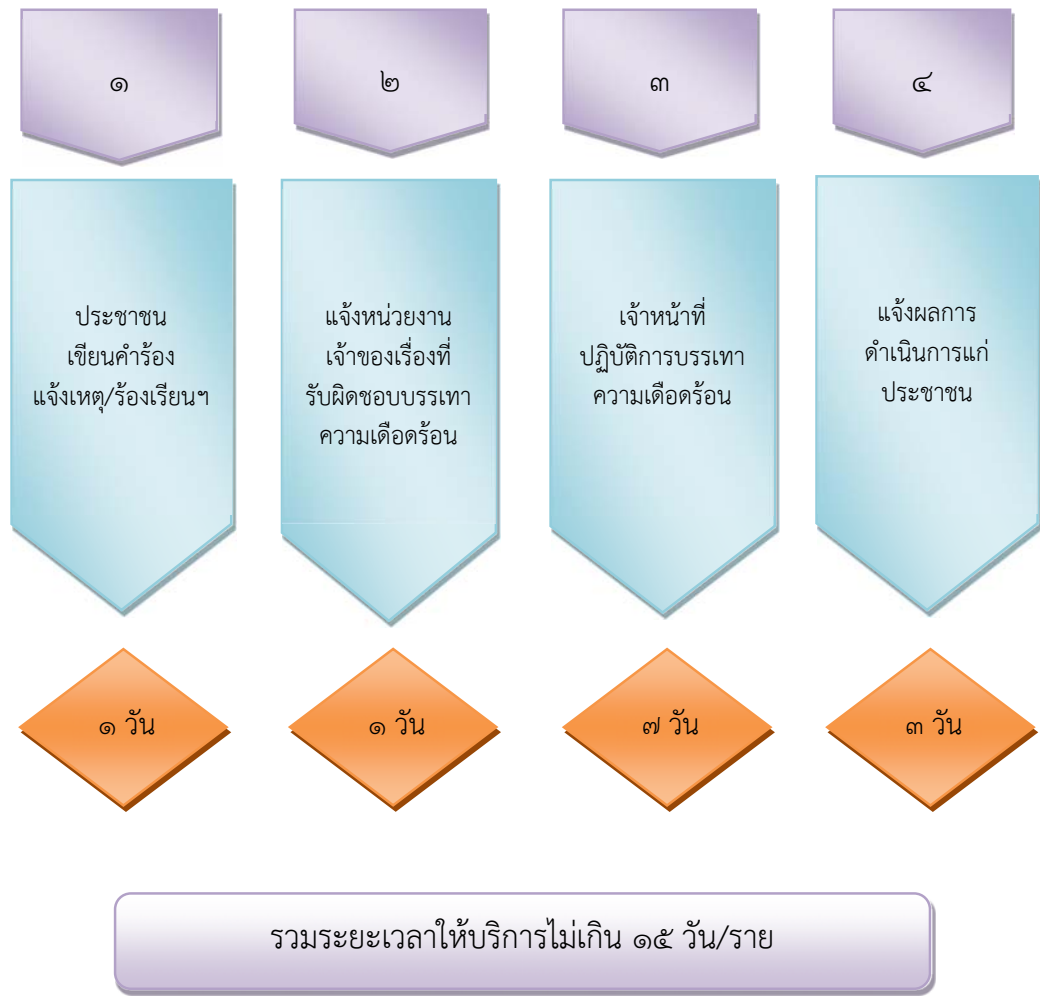 ๑
๒
๓
๔
ประชาชน
เขียนคำร้อง
แจ้งเหตุ/ร้องเรียนฯ
แจ้งหน่วยงาน
เจ้าของเรื่องที่
รับผิดชอบบรรเทา
ความเดือดร้อน
เจ้าหน้าที่
ปฏิบัติการบรรเทา
ความเดือดร้อน
แจ้งผลการ
ดำเนินการแก่
ประชาชน
๑ วัน
๑ วัน
๗ วัน
๓ วัน
รวมระยะเวลาให้บริการไม่เกิน ๑๕ วัน/ราย